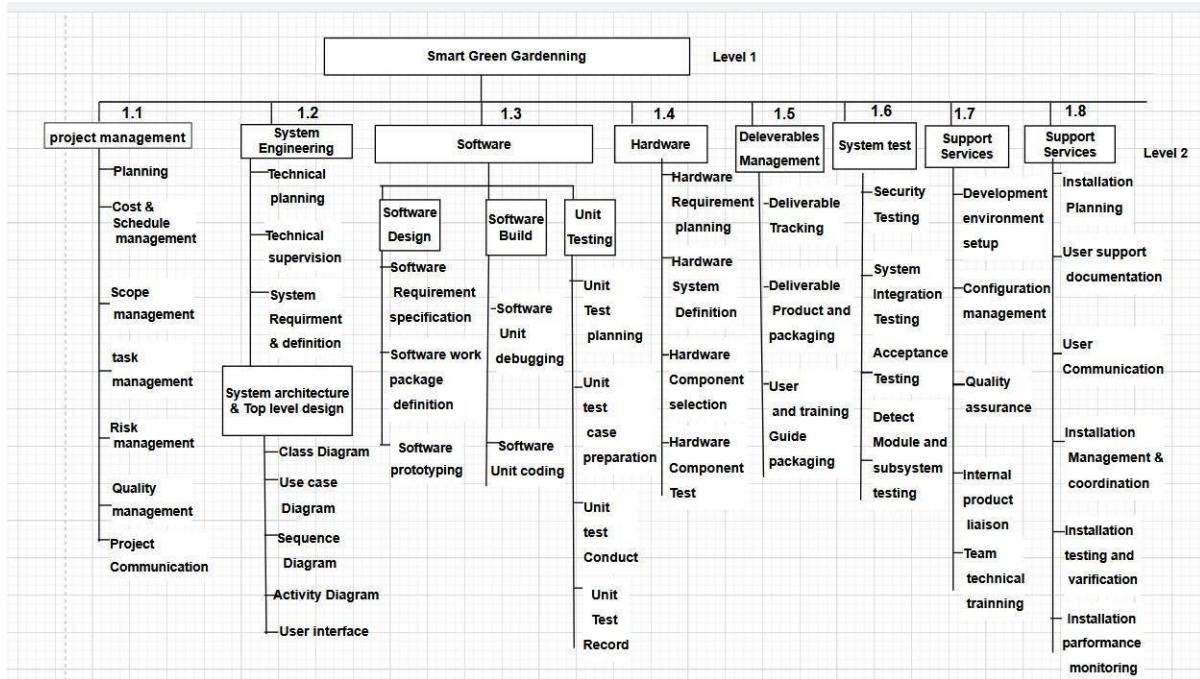 Smart Green Gardenning
Level 1
1.1
project management
Planning
Cost &
Schedule
management
Scope
management
task
management
Risk
management
Quality
management
Project
Communication
1.2
System
Engineering
Technical
planning
Technical
supervision
System
Requirment
& definition
System architecture
& Top level design
Class Diagram
Use case
Diagram
Sequence
Diagram
Activity Diagram
User interface
1.3
Software
Software
Design
Software
Requirement
specification
Software work
package
definition
Software
prototyping
Software
Build
Software
Unit
debugging
Software
Unit coding
Unit
Testing
Unit
Test
planning
Unit
test
case
preparation
Unit
test
Conduct
Unit
Test
Record
1.4
Hardware
Hardware
Requirement
planning
Hardware
System
Definition
Hardware
Component
selection
Hardware
Component
Test
1.5
Deleverables
Management
Deliverable
Tracking
Deliverable
Product and
packaging
User
and training
Guide
packaging
1.6
System test
Security
Testing
System
Integration
Testing
Acceptance
Testing
Detect
Module and
subsystem
testing
1.7
Support
Services
Development
environment
setup
Configuration
management
Quality
assurance
Internal
product
liaison
Team
technical
trainning
1.8
Support
Services
Level 2
Installation
Planning
User support
documentation
User
Communication
Installation
Management &
coordination
Installation
testing and
varification
Installation
parformance
monitoring